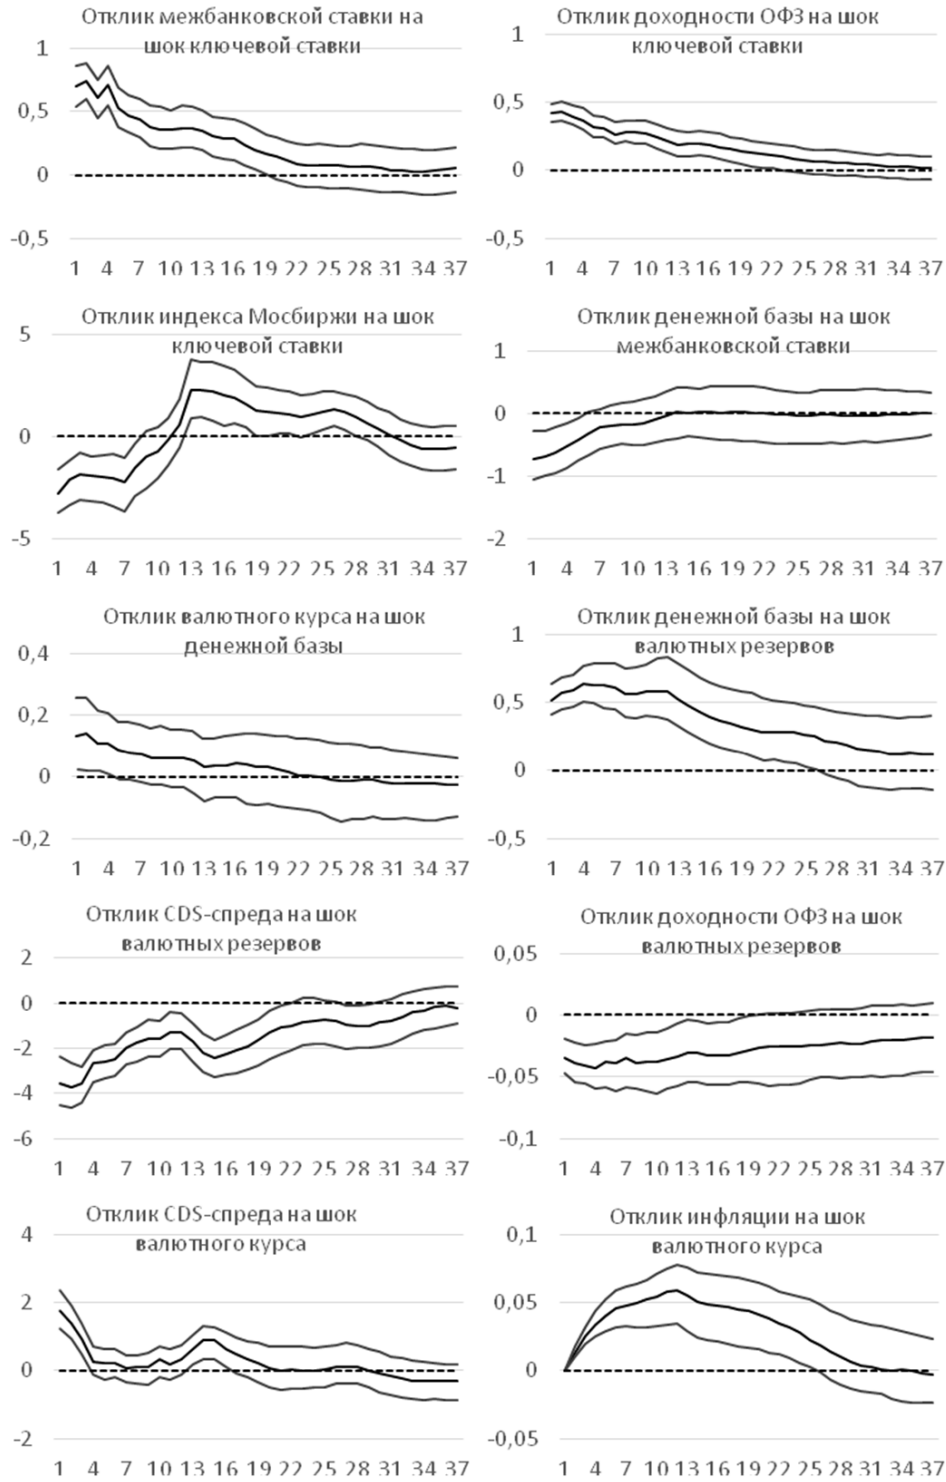 Отклик межбанковской ставки на
шок ключевой ставки
1
0,5
0
-0,5
1 4 7 10 13 16 19 22 25 28 31 34 37
Отклик доходности ОФЗ на шок
ключевой ставки
1
0,5
0
-0,5
1 4 7 10 13 16 19 22 25 28 31 34 37
Отклик индекса Мосбиржи на шок
ключевой ставки
5
0
-5
1 4 7 10 13 16 19 22 25 28 31 34 37
Отклик денежной базы на шок
межбанковской ставки
1
0
-1
-2
1 4 7 10 13 16 19 22 25 28 31 34 37
Отклик валютного курса на шок
денежной базы
0,4
0,2
0
-0,2
1 4 7 10 13 16 19 22 25 28 31 34 37
Отклик денежной базы на шок
валютных резервов
1
0,5
0
-0,5
1 4 7 10 13 16 19 22 25 28 31 34 37
Отклик CDS-спреда на шок
валютных резервов
2
0
-2
-4
-6
1 4 7 10 13 16 19 22 25 28 31 34 37
Отклик доходности ОФЗ на шок
валютных резервов
0,05
0
-0,05
-0,1
1 4 7 10 13 16 19 22 25 28 31 34 37
Отклик CDS-спреда на шок
валютного курса
4
2
0
-2
1 4 7 10 13 16 19 22 25 28 31 34 37
Отклик инфляции на шок
валютного курса
0,1
0,05
0
-0,05
1 4 7 10 13 16 19 22 25 28 31 34 37